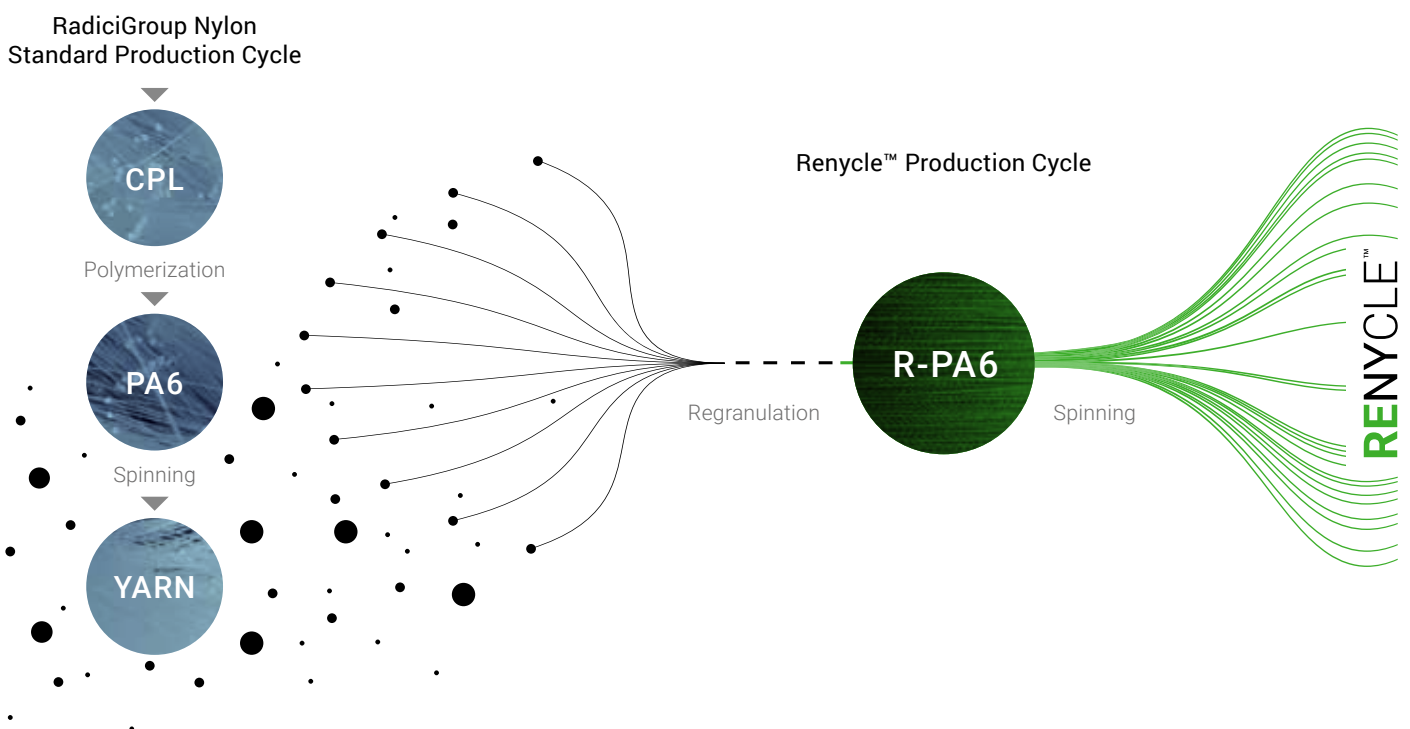 RadiciGroup Nylon
Standard Production Cycle
CPL
Polymerization
PA6
Spinning
YARN
Regranulation
Renycle™ Production Cycle
R-PA6
Spinning
RENYCLE™